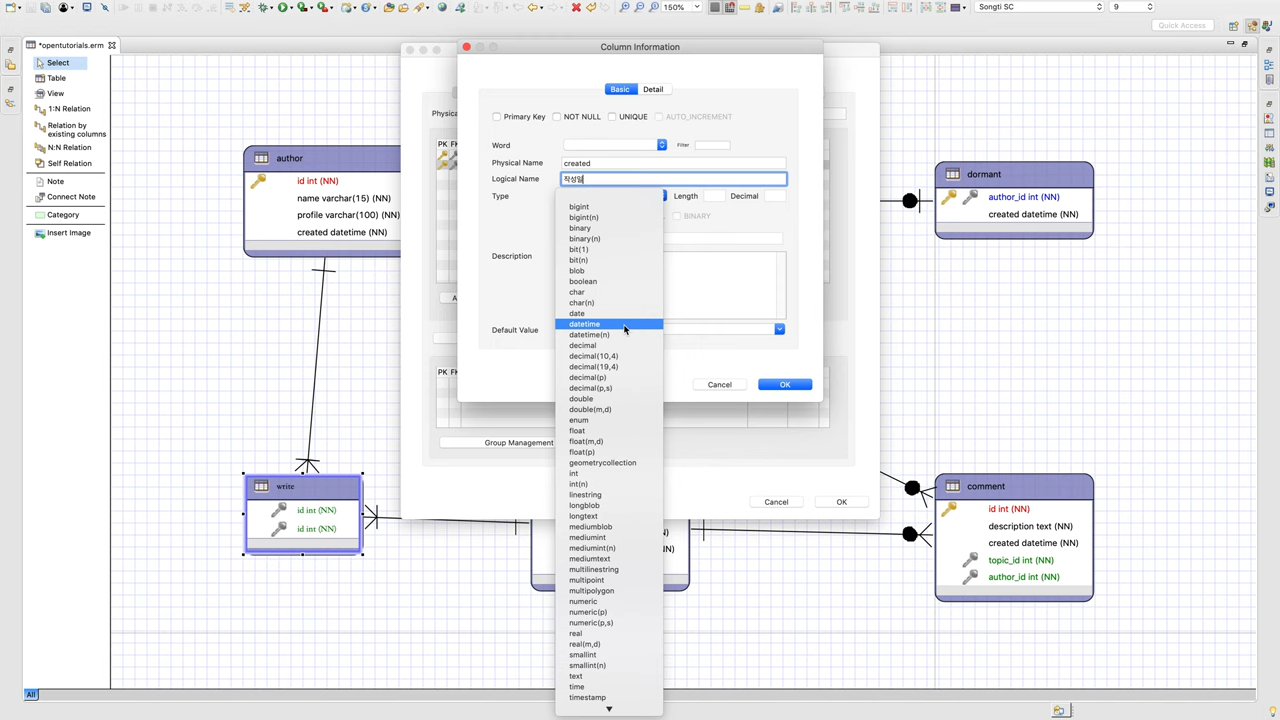 150%
Songti SC
9
Quick Access
*opentutorials.erm
Select
Table
View
1:N Relation
Relation by
existing columns
N:N Relation
Self Relation
Note
Connect Note
Category
Insert Image
All
author
id int (NN)
name varchar(15) (NN)
profile varchar(100) (NN)
created datetime (NN)
write
id int (NN)
id int (NN)
dormant
author_id int (NN)
created datetime (NN)
comment
id int (NN)
description text (NN)
created datetime (NN)
topic_id int (NN)
author_id int (NN)
Physica
PK FK
A
PK FK
Group Management
Cancel
OK
Column Information
Basic
Detail
Primary Key
NOT NULL
UNIQUE
AUTO_INCREMENT
Word
Filter
Physical Name
created
Logical Name
작성일
Type
Length
Decimal
BINARY
Description
Default Value
Cancel
OK
bigint
bigint(n)
binary
binary(n)
bit(1)
bit(n)
blob
boolean
char
char(n)
date
datetime
datetime(n)
decimal
decimal(10,4)
decimal(19,4)
decimal(p)
decimal(p,s)
double
double(m,d)
enum
float
float(m,d)
float(p)
geometrycollection
int
int(n)
linestring
longblob
longtext
mediumblob
mediumint
mediumint(n)
mediumtext
multilinestring
multipoint
multipolygon
numeric
numeric(p)
numeric(p,s)
real
real(m,d)
smallint
smallint(n)
text
time
timestamp